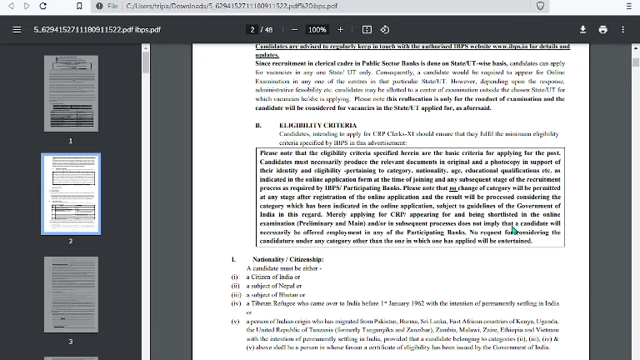 C:/Users/tripa/Downloads/5_6294152711180911522.pdf%20ibps.pdf
5_6294152711180911522.pdf%20ibps.pdf
2 / 48
100%
1
2
3
Candidates are advised to regularly keep in touch with the authorised IBPS website www.ibps.in for details and
updates.
Since recruitment in clerical cadre in Public Sector Banks is done on State/UT-wise basis, candidates can apply
for vacancies in any one State/ UT only. Consequently, a candidate would be required to appear for Online
Examination in any one of the centres in that particular State/UT. However, depending upon the response,
administrative feasibility etc. candidates may be allotted to a centre of examination outside the chosen State/UT for
which vacancies he/she is applying. Please note this reallocation is only for the conduct of examination and the
candidate will be considered for vacancies in the State/UT applied for, as aforesaid.
B. ELIGIBILITY CRITERIA
Candidates, intending to apply for CRP Clerks-XI should ensure that they fulfil the minimum eligibility
criteria specified by IBPS in this advertisement:
Please note that the eligibility criteria specified herein are the basic criteria for applying for the post.
Candidates must necessarily produce the relevant documents in original and a photocopy in support of
their identity and eligibility -pertaining to category, nationality, age, educational qualifications etc. as
as indicated in the online application form at the time of joining and any subsequent stage of the recruitment
process as required by IBPS/ Participating Banks. Please note that no change of category will be permitted
at any stage after registration of the online application and the result will be processed considering the
category which has been indicated in the online application, subject to guidelines of the Government of
India in this regard. Merely applying for CRP/ appearing for and being shortlisted in the online
examination (Preliminary and Main) and/or in subsequent processes does not imply that a candidate will
necessarily be offered employment in any of the Participating Banks. No request for considering the
candidature under any category other than the one in which one has applied will be entertained.
I. Nationality / Citizenship:
A candidate must be either -
(i) a Citizen of India or
(ii) a subject of Nepal or
(iii) a subject of Bhutan or
(iv) a Tibetan Refugee who came over to India before 1st January 1962 with the intention of permanently settling in India
or
(v) a person of Indian origin who has migrated from Pakistan, Burma, Sri Lanka, East African countries of Kenya, Uganda,
the United Republic of Tanzania (formerly Tanganyika and Zanzibar), Zambia, Malawi, Zaire, Ethiopia and Vietnam
with the intention of permanently settling in India, provided that a candidate belonging to categories (ii), (iii), (iv) &
(v) above shall be a person in whose favour a certificate of eligibility has been issued by the Government of India.